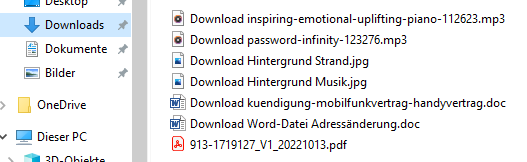 Desktop
Downloads
Dokumente
Bilder
OneDrive
Dieser PC
3D-Objekte
Download inspiring-emotional-uplifting-piano-112623.mp3
Download password-infinity-123276.mp3
Download Hintergrund Strand.jpg
Download Hintergrund Musik.jpg
Download kuendigung-mobilfunkvertrag-handyvertrag.doc
Download Word-Datei Adressänderung.doc
913-1719127_V1_20221013.pdf